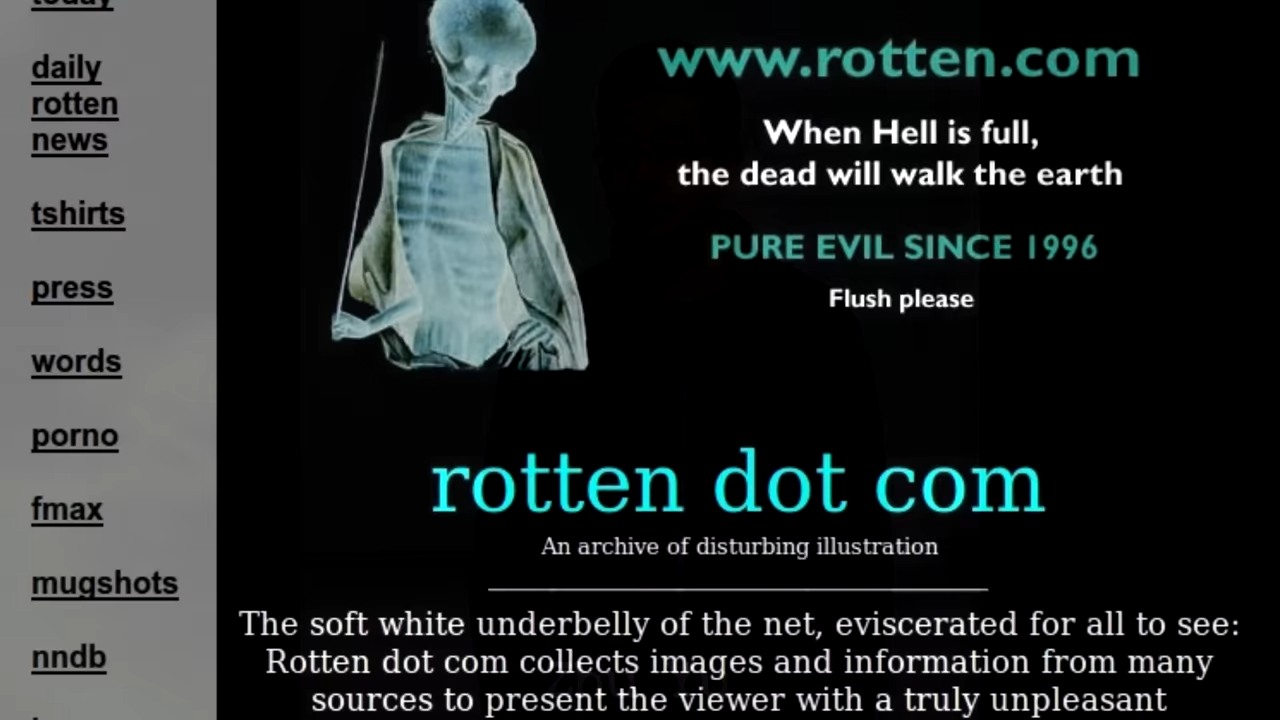 today
daily
rotten
news
tshirts
press
words
porno
fmax
mugshots
nndb
www.rotten.com
When Hell is full,
the dead will walk the earth
PURE EVIL SINCE 1996
Flush please
rotten dot com
An archive of disturbing illustration
The soft white underbelly of the net, eviscerated for all to see:
Rotten dot com collects images and information from many
sources to present the viewer with a truly unpleasant